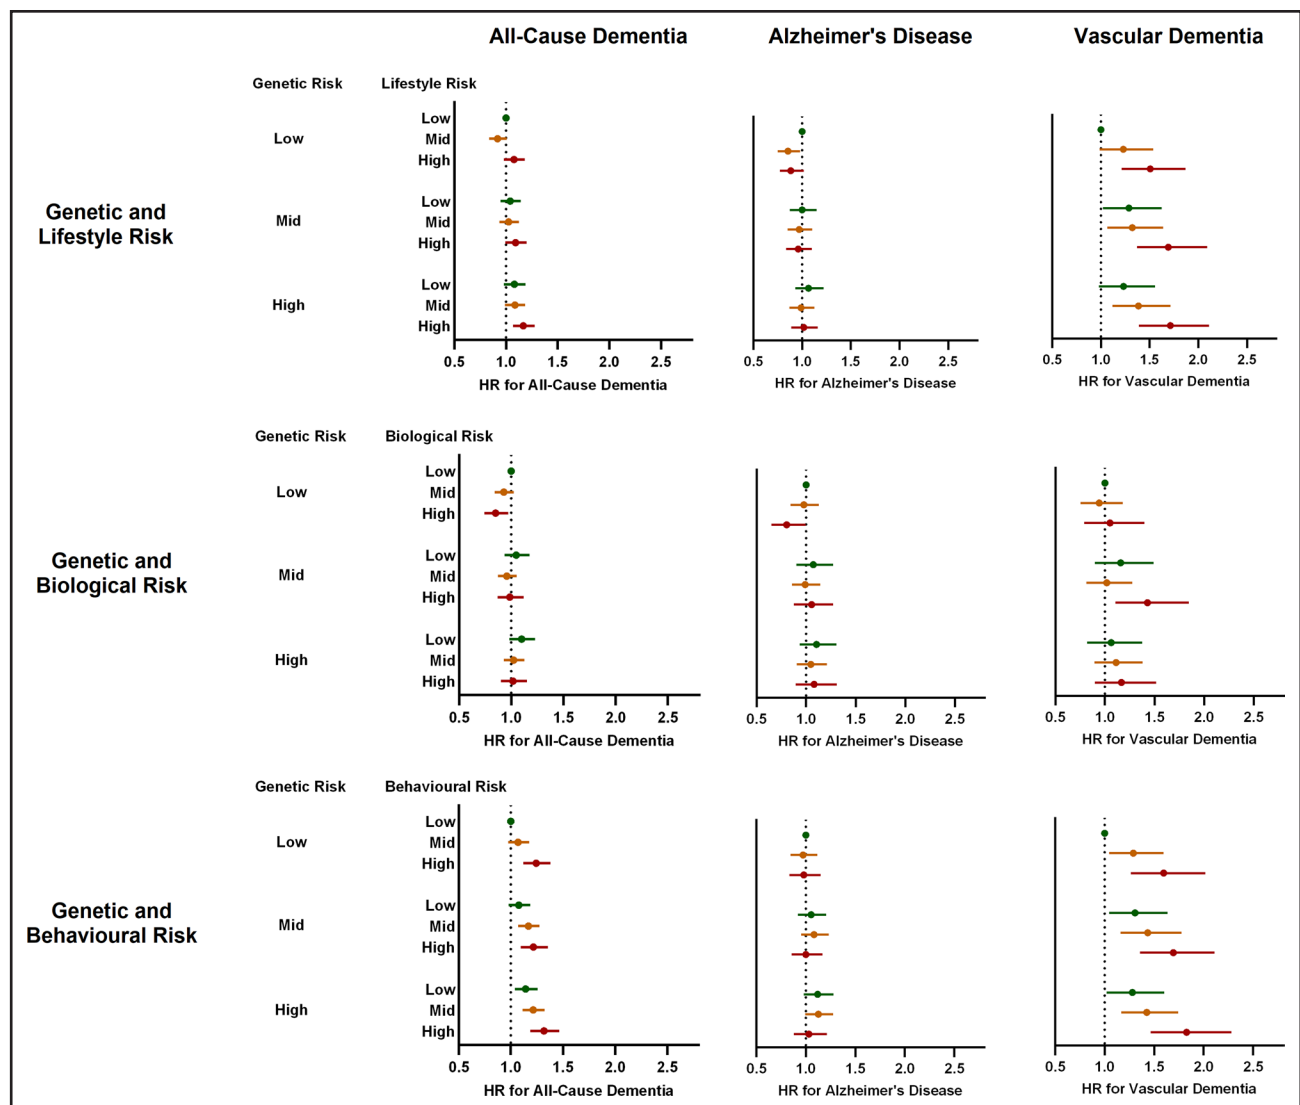 All-Cause Dementia Alzheimer's Disease Vascular Dementia
Genetic Risk Lifestyle Risk
Low
Low Mid
High
Genetic and
Lifestyle Risk
Low
Mid Mid
High
Low
High Mid
High
0.5 1.0 1.5 2.0 2.5 0.5 1.0 1.5 2.0 2.5 0.5 1.0 1.5 2.0 2.5
HR for All-Cause Dementia HR for Alzheimer's Disease HR for Vascular Dementia
Genetic Risk Biological Risk
Low
Low Mid
High
Genetic and
Biological Risk
Low
Mid Mid
High
Low
High Mid
High
0.5 1.0 1.5 2.0 2.5 0.5 1.0 1.5 2.0 2.5 0.5 1.0 1.5 2.0 2.5
HR for All-Cause Dementia HR for Alzheimer's Disease HR for Vascular Dementia
Genetic Risk Behavioural Risk
Low
Low Mid
High
Genetic and
Behavioural Risk
Low
Mid Mid
High
Low
High Mid
High
0.5 1.0 1.5 2.0 2.5 0.5 1.0 1.5 2.0 2.5 0.5 1.0 1.5 2.0 2.5
HR for All-Cause Dementia HR for Alzheimer's Disease HR for Vascular Dementia